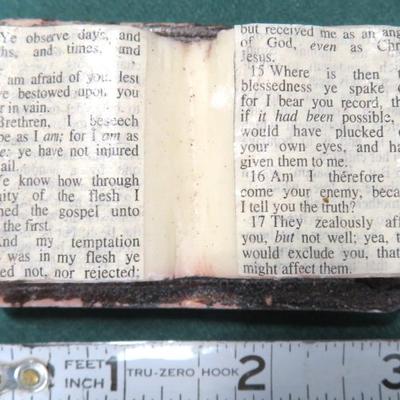 Ye observe days, and
ths, and times, and
am afraid of you, lest
ve bestowed upon you
r in vain.
Brethren, I beseech
be as I am; for I am as
e: ye have not injured
all.
e know how through
ity of the flesh I
hed the gospel unto
the first.
And my temptation
was in my flesh ye
ed not, nor rejected;
but received me as an ang
of God, even as Chr
Jesus.
15 Where is then t
blessedness ye spake o
for I bear you record, th
if it had been possible,
would have plucked o
your own eyes, and ha
given them to me.
16 Am I therefore
come your enemy, beca
I tell you the truth?
17 They zealously aff
you, but not well; yea, t
would exclude you, that
might affect them.
FEET
INCH
1
TRU-ZERO HOOK
2
3